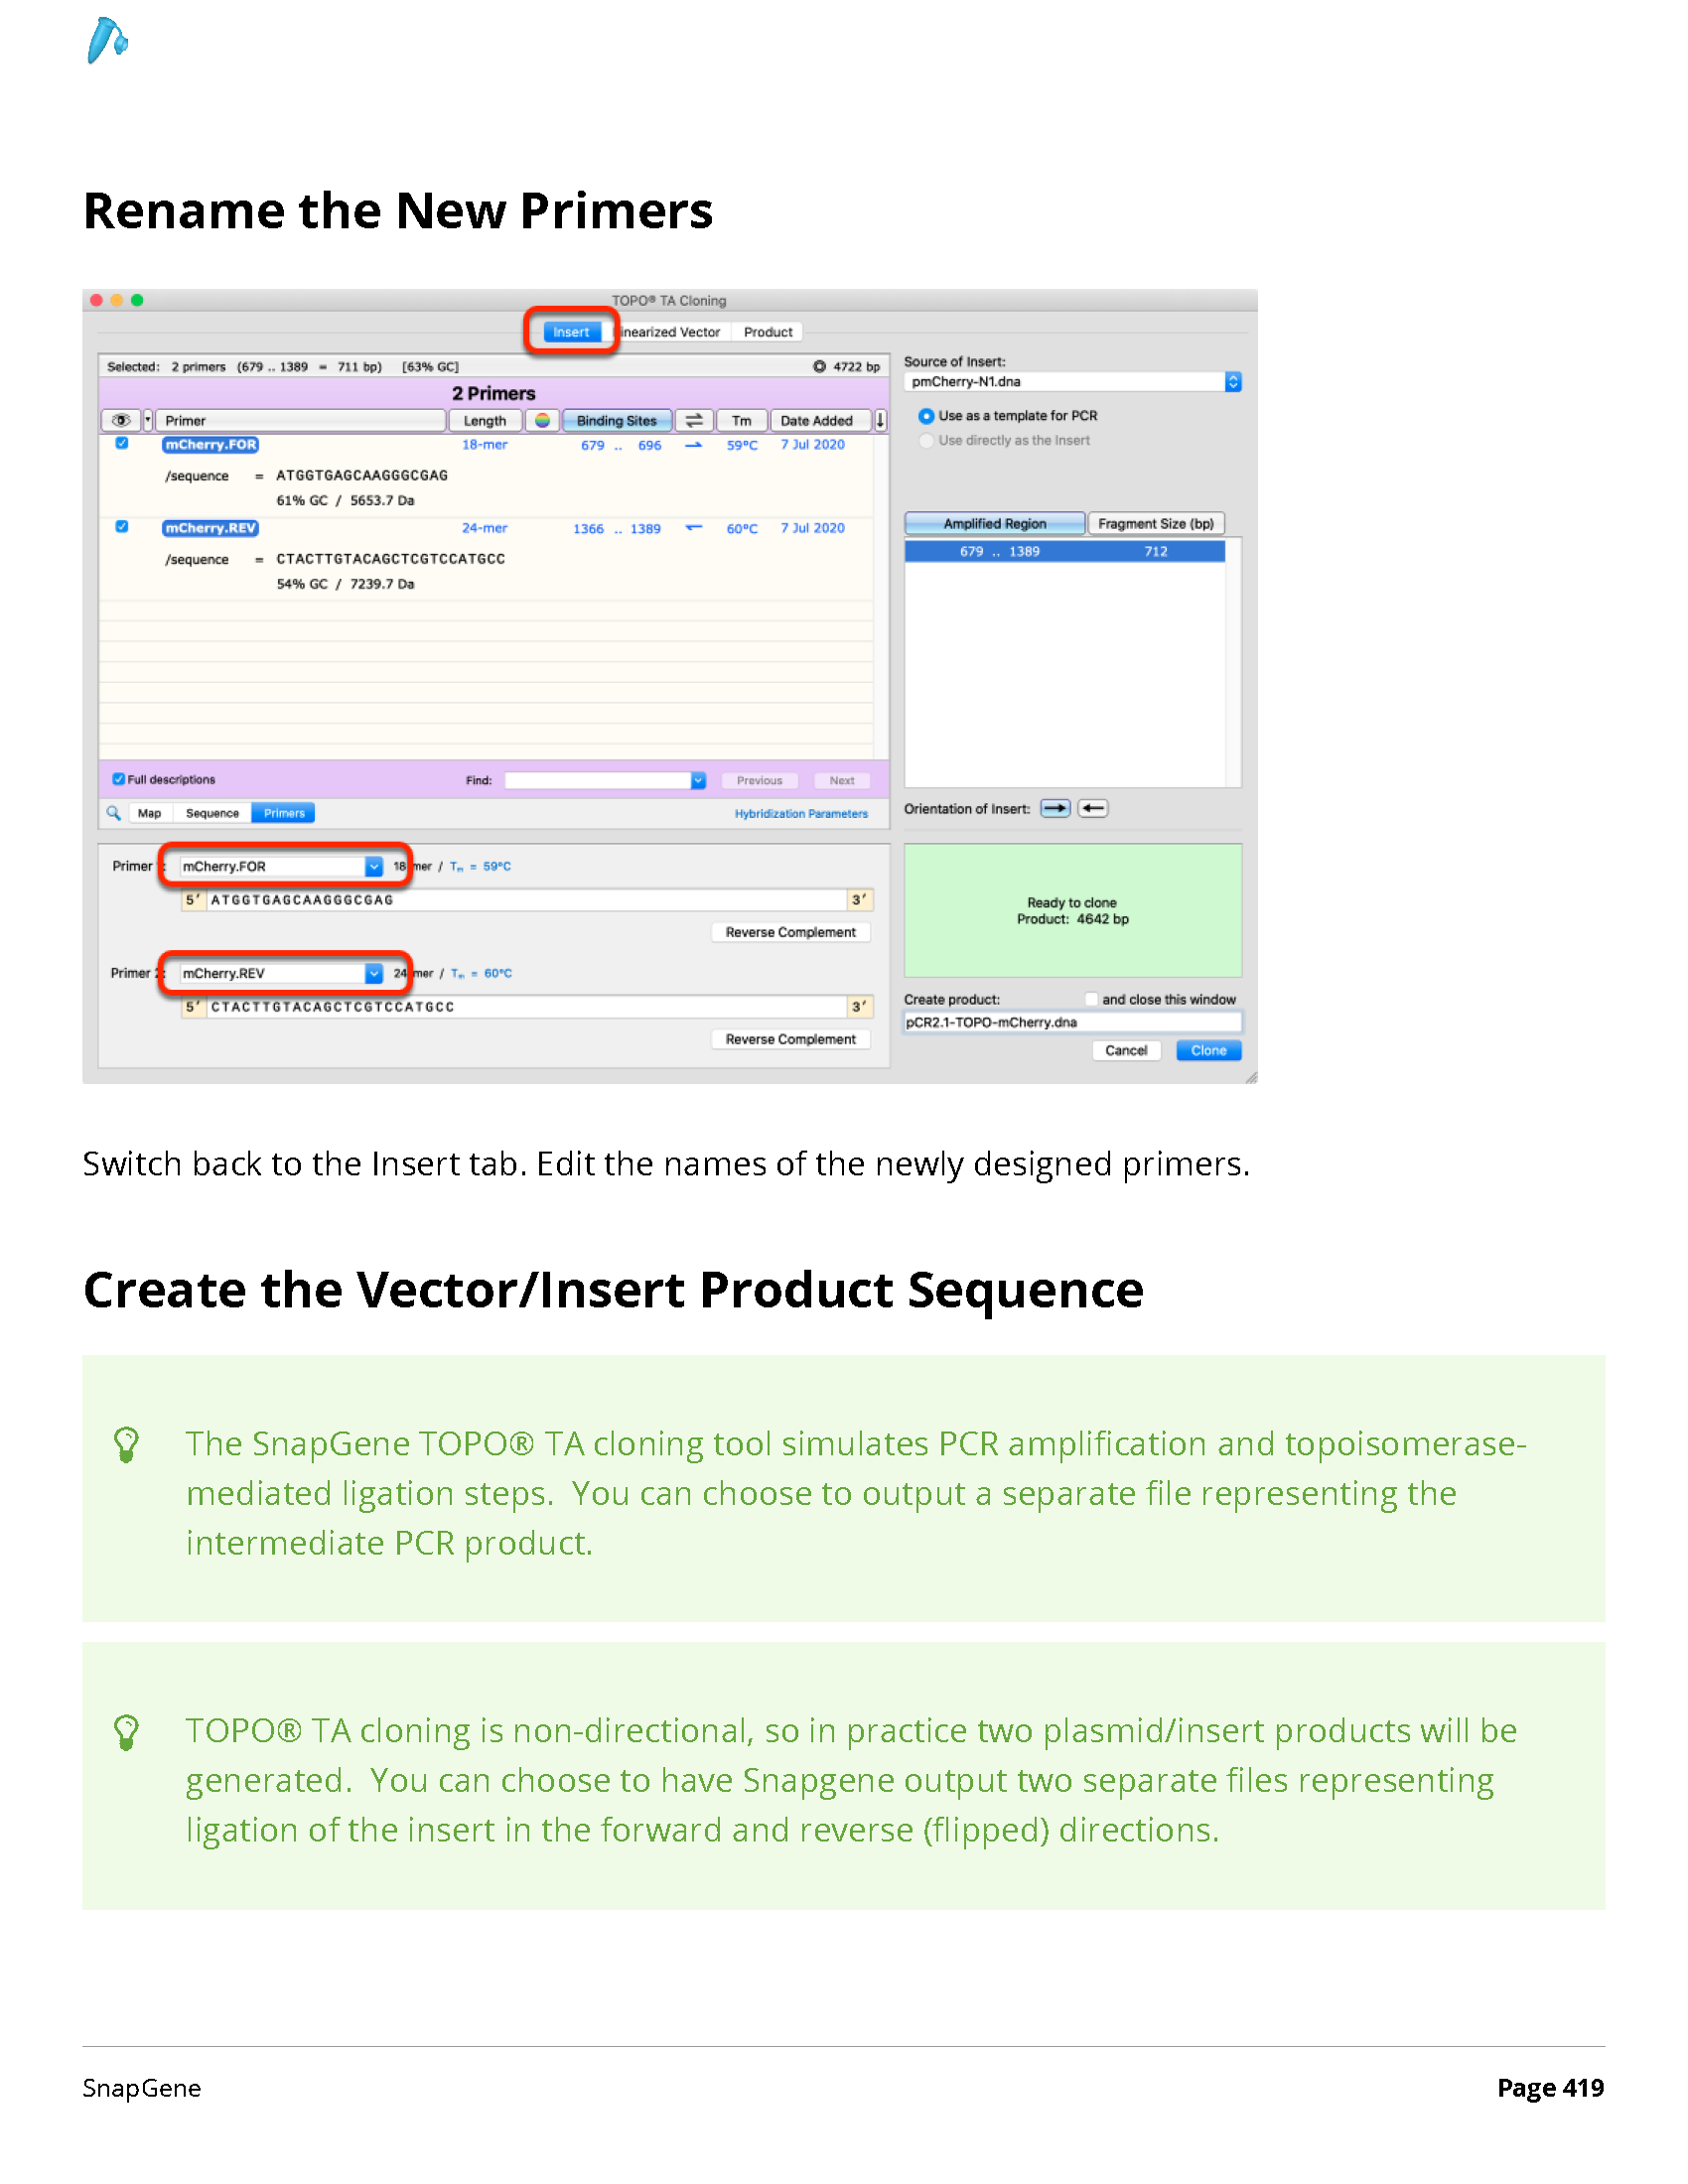 Rename the New Primers
TOPO® TA Cloning
Insert inearized Vector Product
Selected: 2 primers (679 .. 1389 = 711 bp) [63% GC] 4722 bp
2 Primers
Primer Length Binding Sites Tm Date Added
mCherry.FOR 18-mer 679 .. 696 59°C 7 Jul 2020
/sequence = ATGGTGAGCAAGGGCGAG
61% GC / 5653.7 Da
mCherry.REV 24-mer 1366 .. 1389 60°C 7 Jul 2020
/sequence = CTACTTGTACAGCTCGTCCATGCC
54% GC / 7239.7 Da
Full descriptions Find: Previous Next
Map Sequence Primers Hybridization Parameters
Source of Insert:
pmCherry-N1.dna
Use as a template for PCR
Use directly as the Insert
Amplified Region Fragment Size (bp)
679 .. 1389 712
Orientation of Insert:
Primer mCherry.FOR 18 mer / Tm = 59°C
5' ATGGTGAGCAAGGGCGAG 3'
Reverse Complement
Primer 2: mCherry.REV 24 mer / Tm = 60°C
5' CTACTTGTACAGCTCGTCCATGCC 3'
Reverse Complement
Ready to clone
Product: 4642 bp
Create product: and close this window
pCR2.1-TOPO-mCherry.dna
Cancel Clone
Switch back to the Insert tab. Edit the names of the newly designed primers.
Create the Vector/Insert Product Sequence
The SnapGene TOPO® TA cloning tool simulates PCR amplification and topoisomerase-
mediated ligation steps.  You can choose to output a separate file representing the
intermediate PCR product.
TOPO® TA cloning is non-directional, so in practice two plasmid/insert products will be
generated.  You can choose to have Snapgene output two separate files representing
ligation of the insert in the forward and reverse (flipped) directions.
SnapGene Page 419